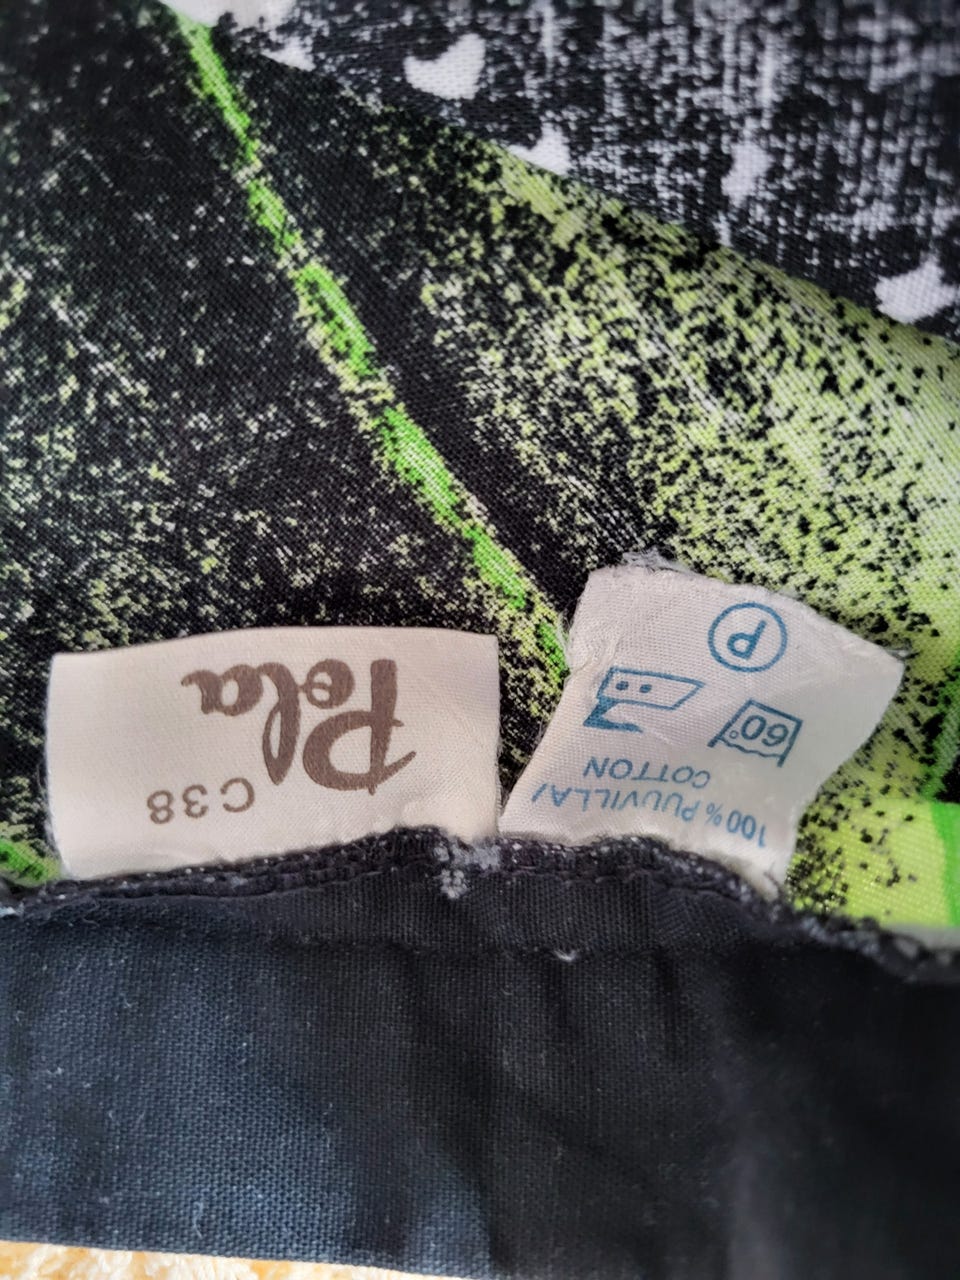 C38
Pola
100% PUUVILLA/
COTTON
60°
P